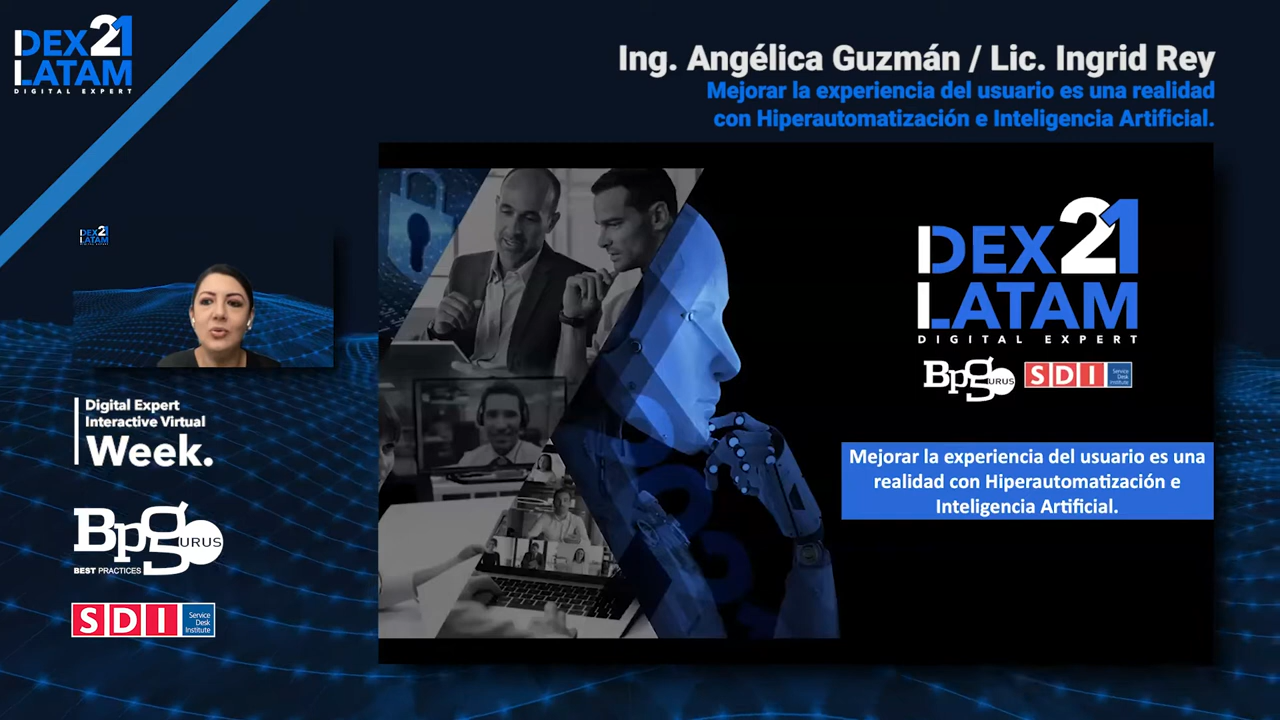 DEX21
LATAM
DIGITAL EXPERT
Ing. Angélica Guzmán / Lic. Ingrid Rey
Mejorar la experiencia del usuario es una realidad
con Hiperautomatización e Inteligencia Artificial.
DEX21
LATAM
DEX21
LATAM
DIGITAL EXPERT
BpgURUS
SDI
Service
Desk
Institute
Mejorar la experiencia del usuario es una
realidad con Hiperautomatización e
Inteligencia Artificial.
Digital Expert
Interactive Virtual
Week.
BpgURUS
BEST PRACTICES
SDI
Service
Desk
Institute